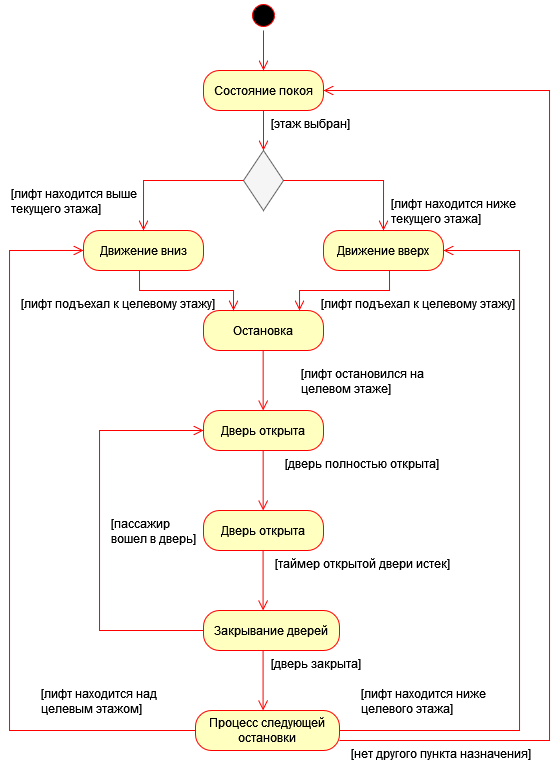 Состояние покоя
[этаж выбран]
[лифт находится выше
текущего этажа]
[лифт находится ниже
текущего этажа]
Движение вниз
Движение вверх
[лифт подъехал к целевому этажу]
[лифт подъехал к целевому этажу]
Остановка
[лифт остановился на
целевом этаже]
Дверь открыта
[дверь полностью открыта]
[пассажир
вошел в дверь]
Дверь открыта
[таймер открытой двери истек]
Закрывание дверей
[дверь закрыта]
[лифт находится над
целевым этажом]
[лифт находится ниже
целевого этажа]
Процесс следующей
остановки
[нет другого пункта назначения]